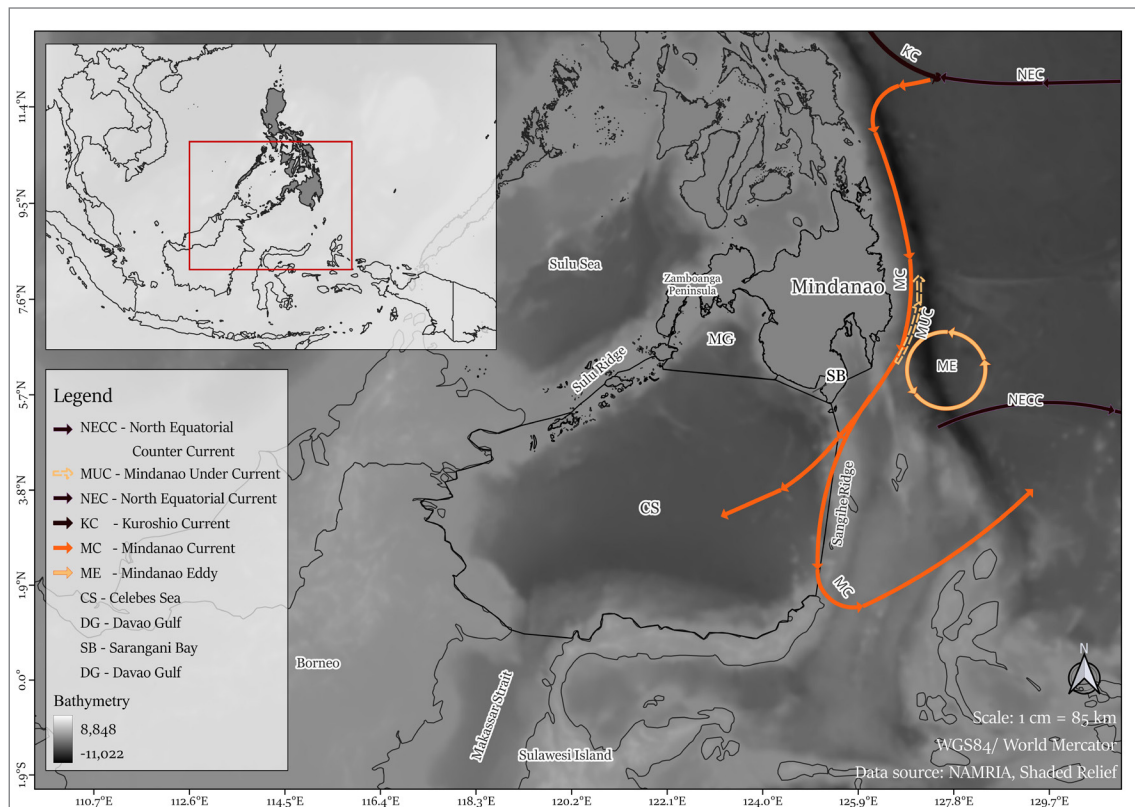 KC
NEC
11.4°N
9.5°N
7.6°N
5.7°N
3.8°N
1.9°N
0.0°
1.9°S
Sulu Sea
Zamboanga
Peninsula
Mindanao
MC
MUC
MG
Sulu Ridge
SB
ME
NECC
CS
Sangihe Ridge
MC
Borneo
Makassar Strait
Sulawesi Island
Legend
NECC - North Equatorial
Counter Current
MUC - Mindanao Under Current
NEC - North Equatorial Current
KC - Kuroshio Current
MC - Mindanao Current
ME - Mindanao Eddy
CS - Celebes Sea
DG - Davao Gulf
SB - Sarangani Bay
DG - Davao Gulf
Bathymetry
8,848
-11,022
N
Scale: 1 cm = 85 km
WGS84/ World Mercator
Data source: NAMRIA, Shaded Relief
110.7°E 112.6°E 114.5°E 116.4°E 118.3°E 120.2°E 122.1°E 124.0°E 125.9°E 127.8°E 129.7°E